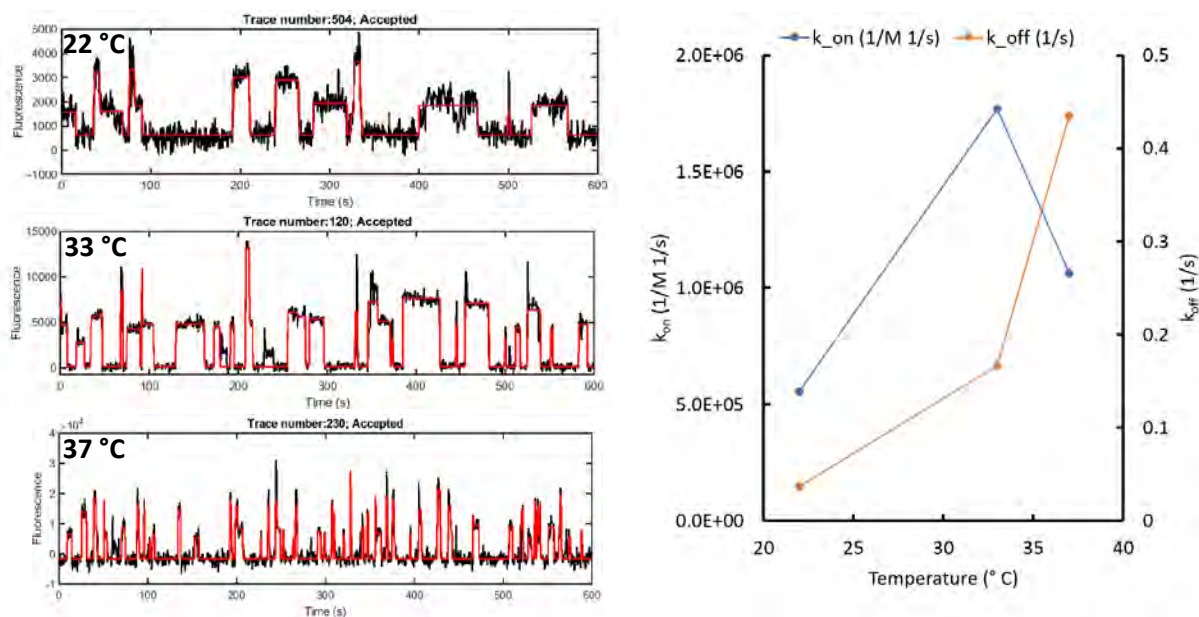 Trace number:504; Accepted
22 °C
5000
4000
3000
2000
1000
0
-1000
Fluorescence
0 100 200 300 400 500 600
Time (s)
Trace number:120; Accepted
33 °C
15000
10000
5000
0
Fluorescence
0 100 200 300 400 500 600
Time (s)
Trace number:230; Accepted
37 °C
4
3
2
1
0
-1
Fluorescence
0 100 200 300 400 500 600
Time (s)
k_on (1/M 1/s) k_off (1/s)
2.0E+06
1.5E+06
1.0E+06
5.0E+05
0.0E+00
k_on (1/M 1/s)
0.5
0.4
0.3
0.2
0.1
0
k_off (1/s)
20 25 30 35 40
Temperature (° C)